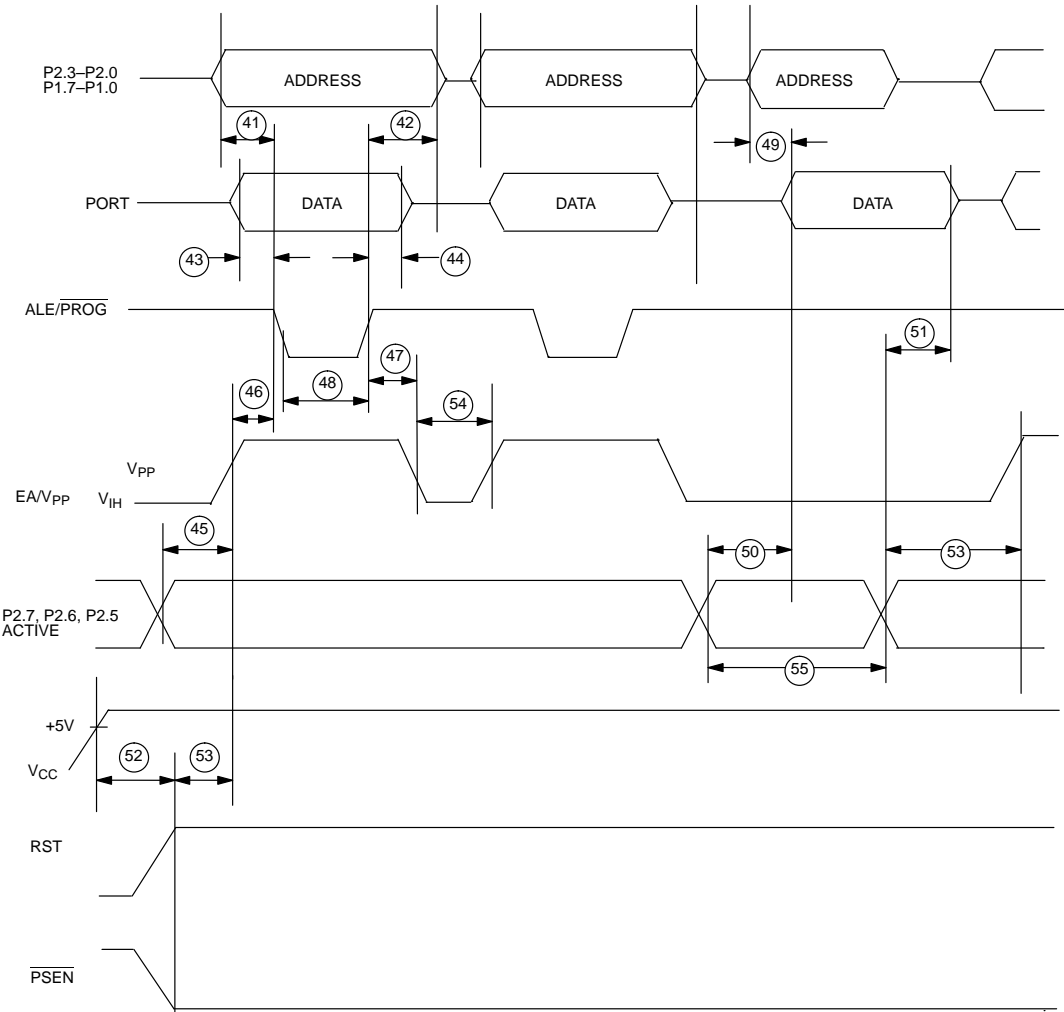 P2.3–P2.0
P1.7–P1.0
ADDRESS
ADDRESS
ADDRESS
41
42
49
PORT
DATA
DATA
DATA
43
44
ALE/PROG
51
47
48
46
54
VPP
EA/VPP
VIH
45
50
53
P2.7, P2.6, P2.5
ACTIVE
55
+5V
52
53
VCC
RST
PSEN